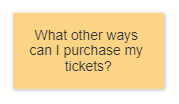 What other ways
can I purchase my
tickets?